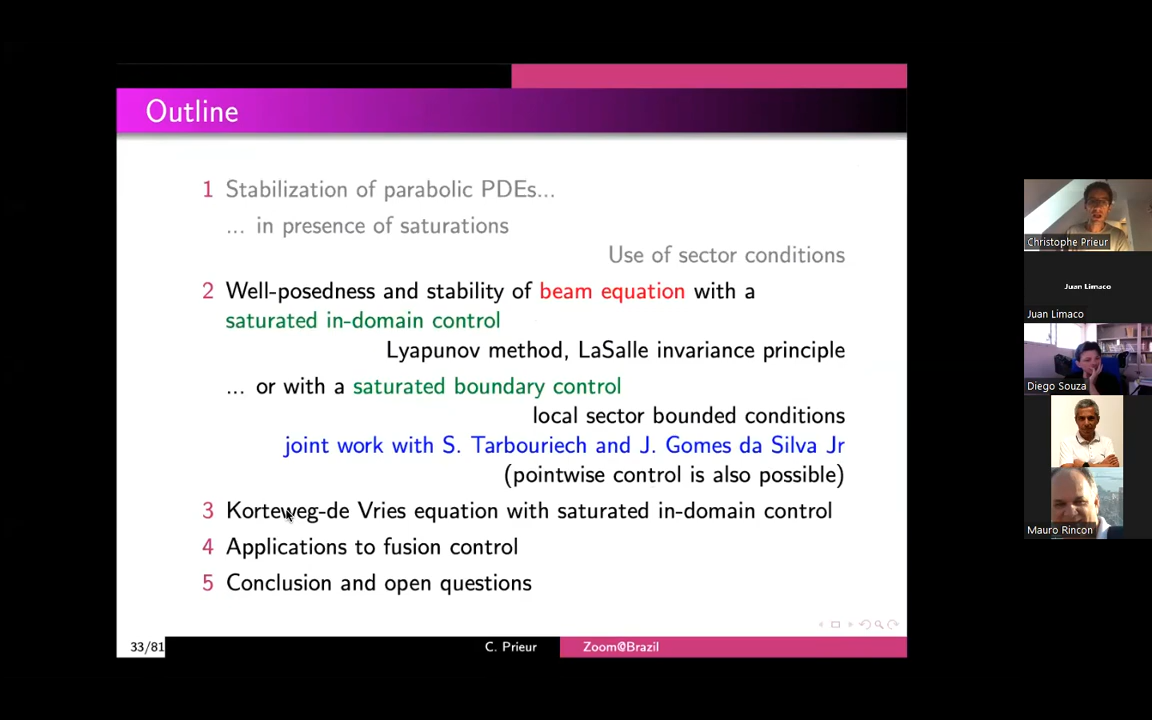 Outline
1 Stabilization of parabolic PDEs...
... in presence of saturations
Use of sector conditions
2 Well-posedness and stability of beam equation with a
saturated in-domain control
Lyapunov method, LaSalle invariance principle
... or with a saturated boundary control
local sector bounded conditions
joint work with S. Tarbouriech and J. Gomes da Silva Jr
(pointwise control is also possible)
3 Korteweg-de Vries equation with saturated in-domain control
4 Applications to fusion control
5 Conclusion and open questions
33/81 C. Prieur Zoom@Brazil
Christophe Prieur
Juan Limaco
Juan Limaco
Diego Souza
Mauro Rincon